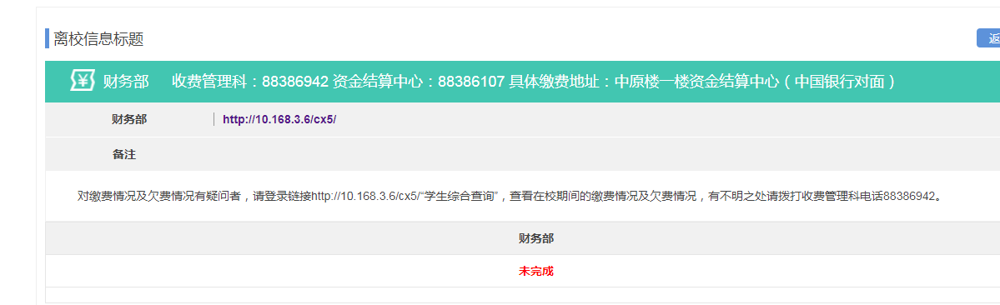 离校信息标题
返
财务部 收费管理科：88386942 资金结算中心：88386107 具体缴费地址：中原楼一楼资金结算中心（中国银行对面）
财务部 http://10.168.3.6/cx5/
备注
对缴费情况及欠费情况有疑问者，请登录链接http://10.168.3.6/cx5/“学生综合查询”，查看在校期间的缴费情况及欠费情况，有不明之处请拨打收费管理科电话88386942。
财务部
未完成